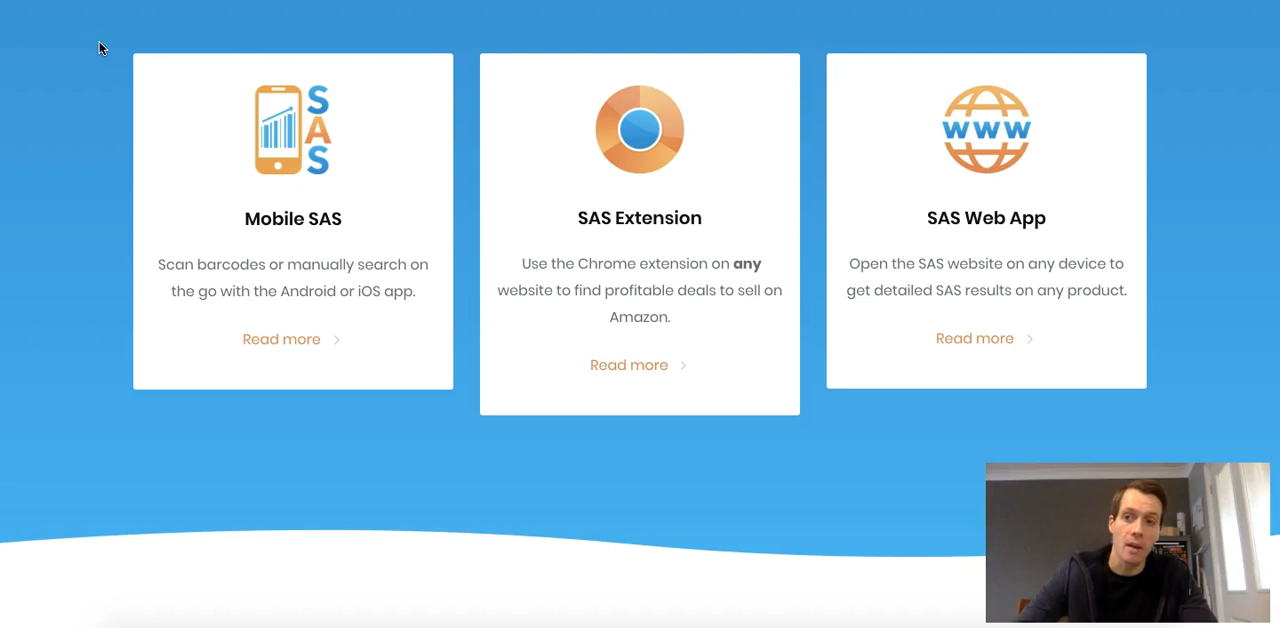 S
A
S
Mobile SAS
Scan barcodes or manually search on
the go with the Android or iOS app.
Read more
SAS Extension
Use the Chrome extension on any
website to find profitable deals to sell on
Amazon.
Read more
WWW
SAS Web App
Open the SAS website on any device to
get detailed SAS results on any product.
Read more